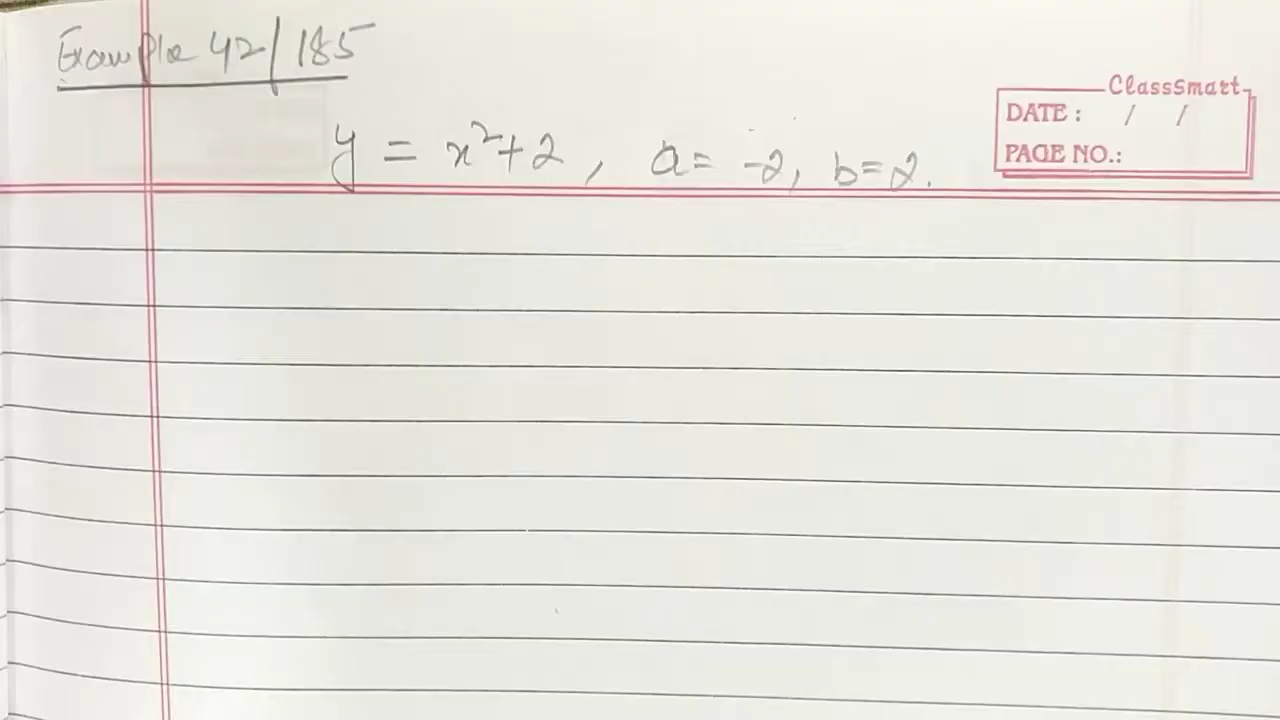 Example 42/185
ClassSmart
DATE : / /
PAGE NO.:
y = x²+2, a= -2, b=2.